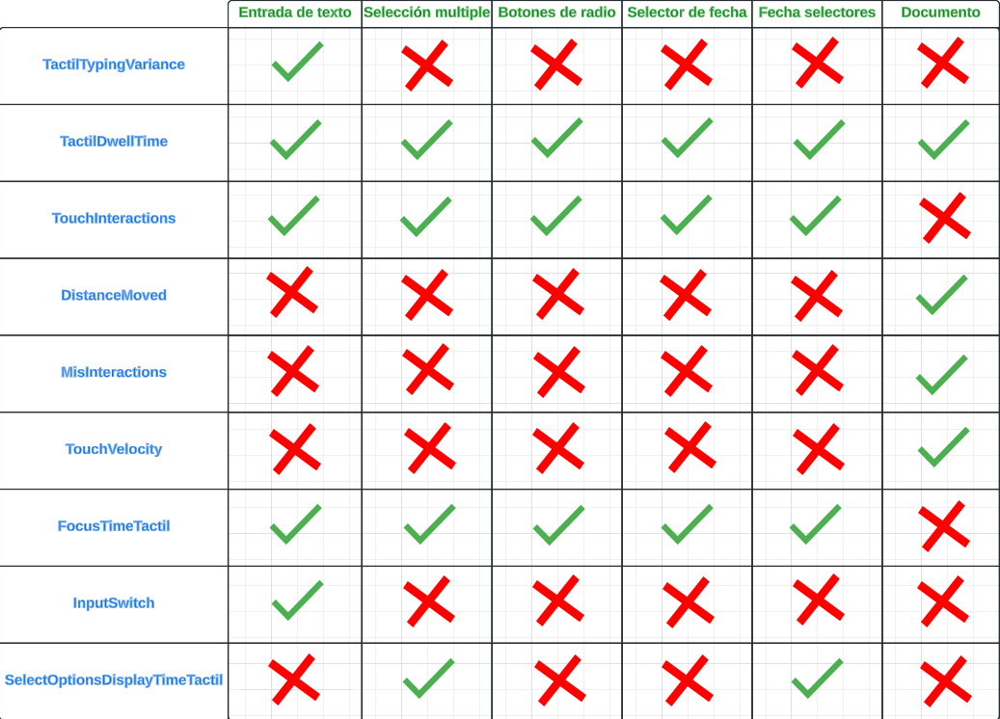 Entrada de texto Selección multiple Botones de radio Selector de fecha Fecha selectores Documento
TactilTypingVariance
TactilDwellTime
TouchInteractions
DistanceMoved
MisInteractions
TouchVelocity
FocusTimeTactil
InputSwitch
SelectOptionsDisplayTimeTactil